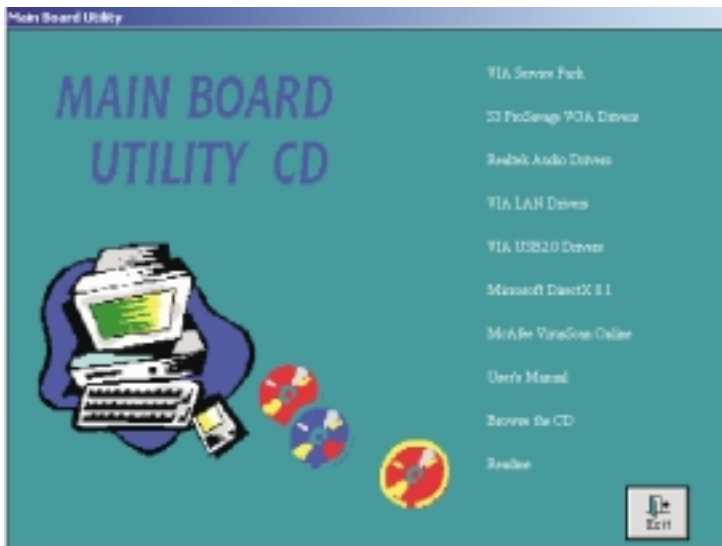 Main Board Utility
MAIN BOARD
UTILITY CD
VIA Service Pack
S3 ProSavage VGA Drivers
Realtek Audio Drivers
VIA LAN Drivers
VIA USB2.0 Drivers
Microsoft DirectX 8.1
McAfee VirusScan Online
User's Manual
Browse the CD
Readme
Exit